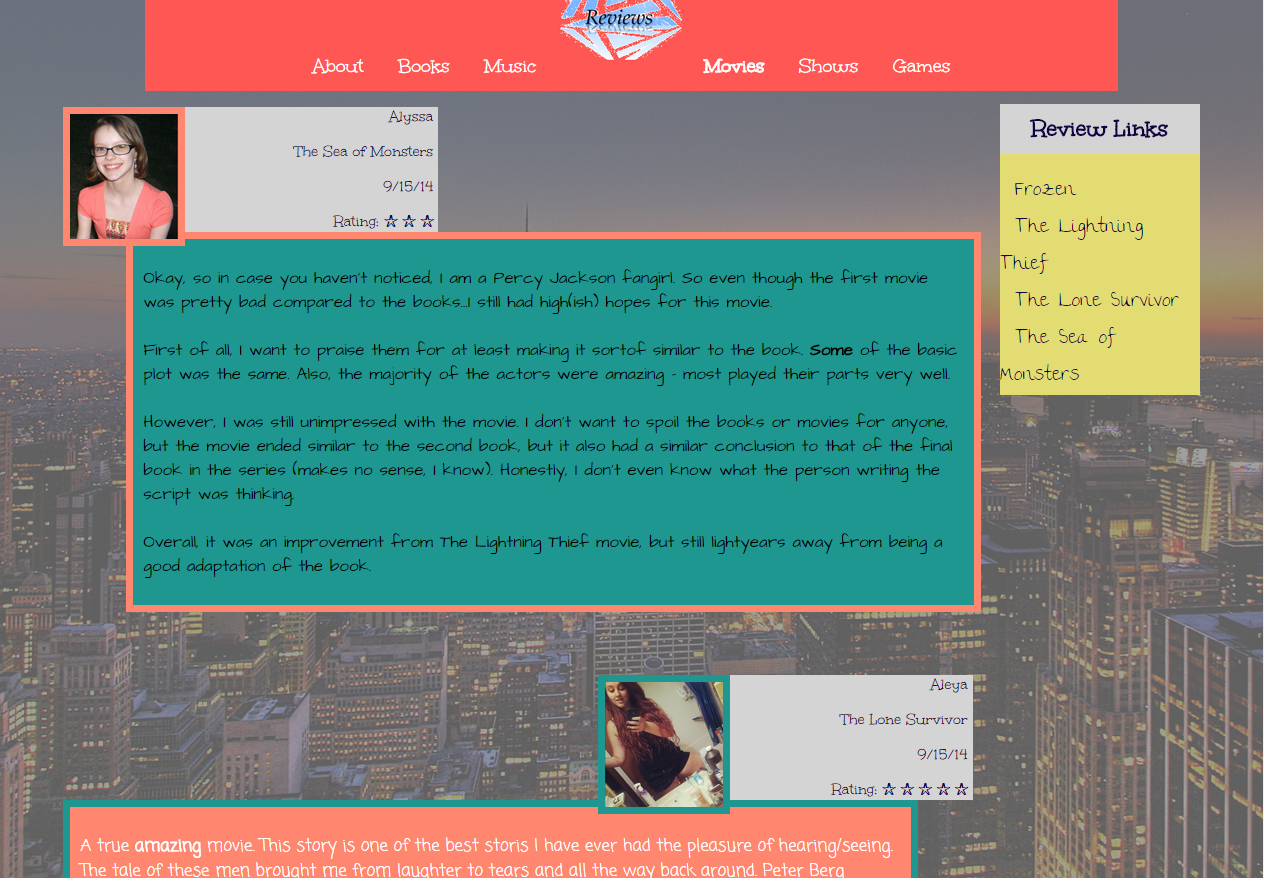 Reviews
About Books Music Movies Shows Games
Alyssa
The Sea of Monsters
9/15/14
Rating: ☆ ☆ ☆
Review Links
Frozen
The Lightning
Thief
The Lone Survivor
The Sea of
Monsters
Okay, so in case you haven't noticed, I am a Percy Jackson fangirl. So even though the first movie
was pretty bad compared to the books...I still had high(ish) hopes for this movie.
First of all, I want to praise them for at least making it sortof similar to the book. Some of the basic
plot was the same. Also, the majority of the actors were amazing - most played their parts very well.
However, I was still unimpressed with the movie. I don't want to spoil the books or movies for anyone,
but the movie ended similar to the second book, but it also had a similar conclusion to that of the final
book in the series (makes no sense, I know). Honestly, I don't even know what the person writing the
script was thinking.
Overall, it was an improvement from The Lightning Thief movie, but still lightyears away from being a
good adaptation of the book.
Aleya
The Lone Survivor
9/15/14
Rating: ☆ ☆ ☆ ☆ ☆
A true amazing movie. This story is one of the best storis I have ever had the pleasure of hearing/seeing.
The tale of these men brought me from laughter to tears and all the way back around. Peter Berg